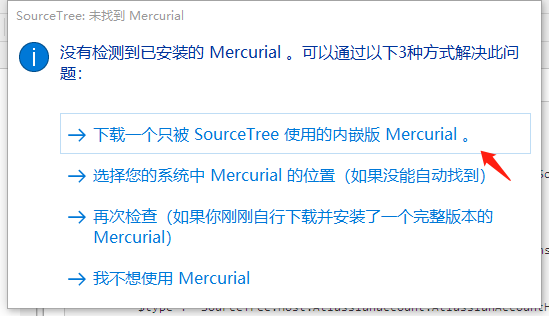 SourceTree: 未找到 Mercurial
没有检测到已安装的 Mercurial 。可以通过以下3种方式解决此问
题：
下载一个只被 SourceTree 使用的内嵌版 Mercurial 。
选择您的系统中 Mercurial 的位置（如果没能自动找到）
再次检查（如果你刚刚自行下载并安装了一个完整版本的
Mercurial）
我不想使用 Mercurial